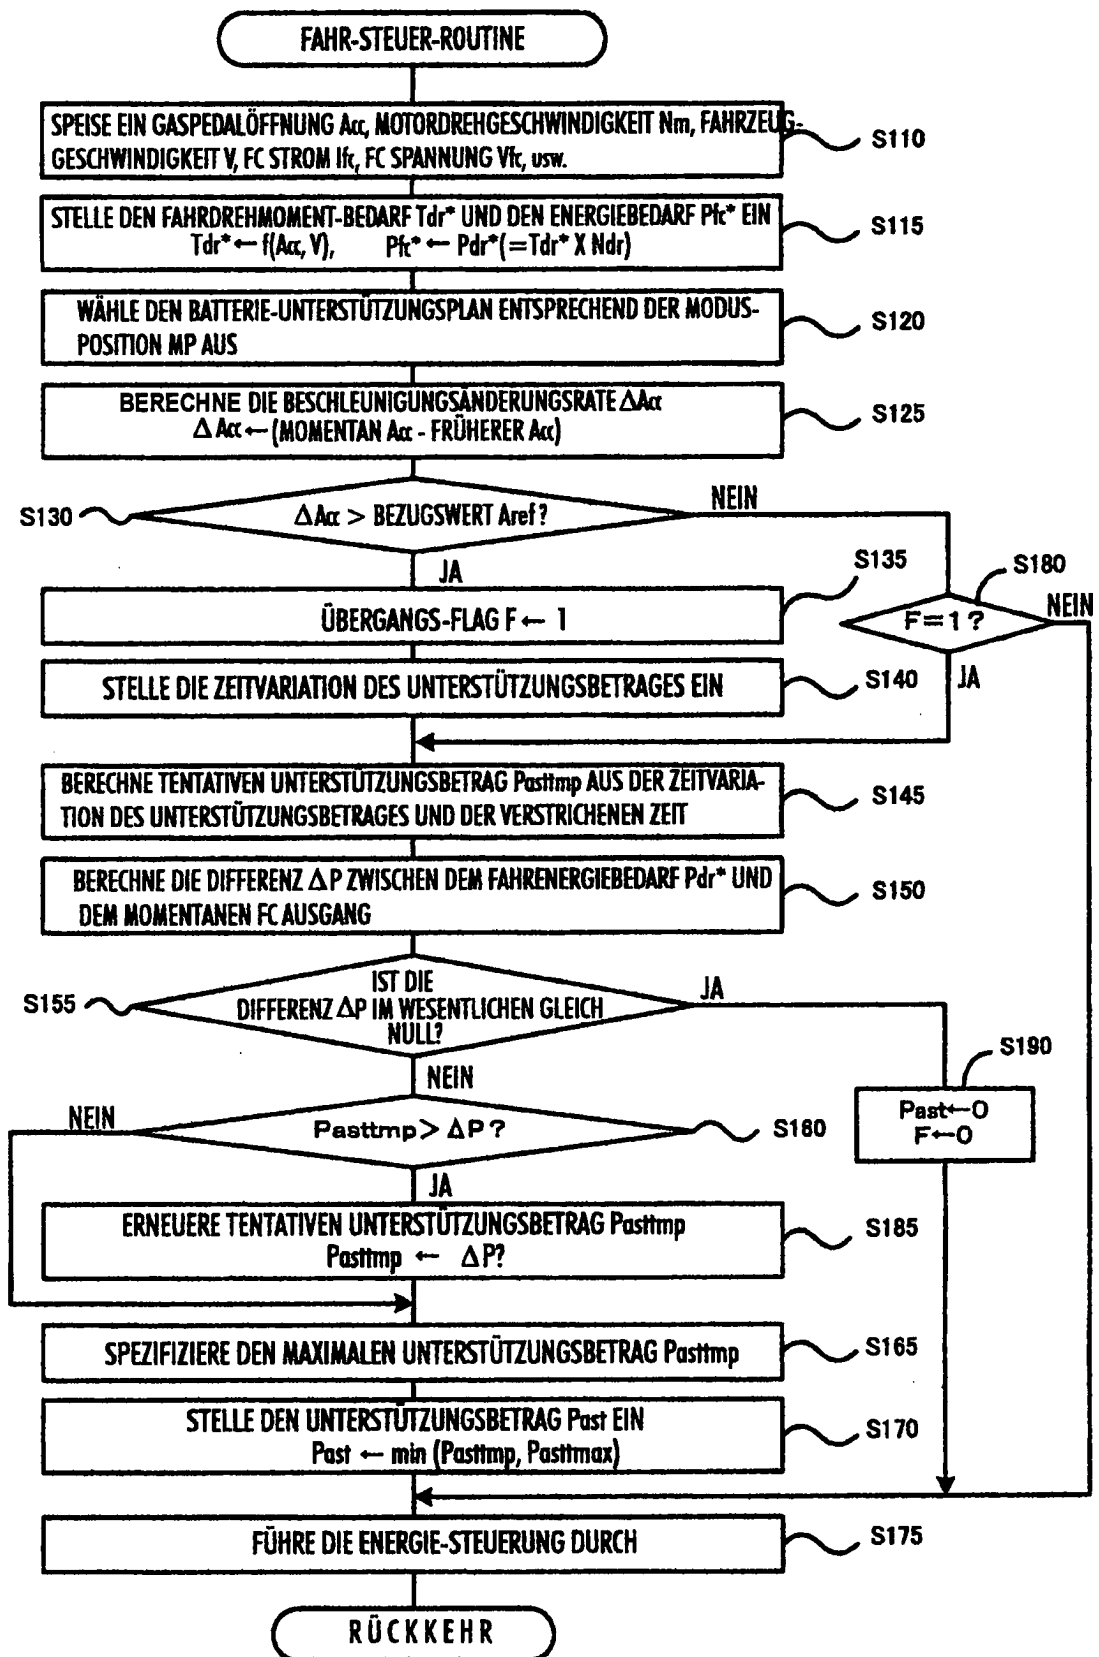 FAHR-STEUER-ROUTINE
SPEISE EIN GASPEDALÖFFNUNG Acc, MOTORDREHGESCHWINDIGKEIT Nm, FAHRZEUG-
GESCHWINDIGKEIT V, FC STROM Ifc, FC SPANNUNG Vfc, usw.
S110
STELLE DEN FAHRDREHMOMENT-BEDARF Tdr* UND DEN ENERGIEBEDARF Pfc* EIN
Tdr* ← f(Acc, V), Pfc* ← Pdr*(=Tdr* X Ndr)
S115
WÄHLE DEN BATTERIE-UNTERSTÜTZUNGSPLAN ENTSPRECHEND DER MODUS-
POSITION MP AUS
S120
BERECHNE DIE BESCHLEUNIGUNGSÄNDERUNGSRATE ΔAcc
Δ Acc ← (MOMENTAN Acc - FRÜHERER Acc)
S125
S130
ΔAcc > BEZUGSWERT Aref?
NEIN
JA
S135
ÜBERGANGS-FLAG F ← 1
S180
F=1?
NEIN
JA
STELLE DIE ZEITVARIATION DES UNTERSTÜTZUNGSBETRAGES EIN
S140
BERECHNE TENTATIVEN UNTERSTÜTZUNGSBETRAG Pasttmp AUS DER ZEITVARIA-
TION DES UNTERSTÜTZUNGSBETRAGES UND DER VERSTRICHENEN ZEIT
S145
BERECHNE DIE DIFFERENZ ΔP ZWISCHEN DEM FAHRENERGIEBEDARF Pdr* UND
DEM MOMENTANEN FC AUSGANG
S150
S155
IST DIE
DIFFERENZ ΔP IM WESENTLICHEN GLEICH
NULL?
JA
NEIN
S190
Past←0
F←0
NEIN
Pasttmp > ΔP?
S180
JA
ERNEUERE TENTATIVEN UNTERSTÜTZUNGSBETRAG Pasttmp
Pasttmp ← ΔP?
S185
SPEZIFIZIERE DEN MAXIMALEN UNTERSTÜTZUNGSBETRAG Pasttmp
S165
STELLE DEN UNTERSTÜTZUNGSBETRAG Past EIN
Past ← min (Pasttmp, Pasttmax)
S170
FÜHRE DIE ENERGIE-STEUERUNG DURCH
S175
RÜCKKEHR